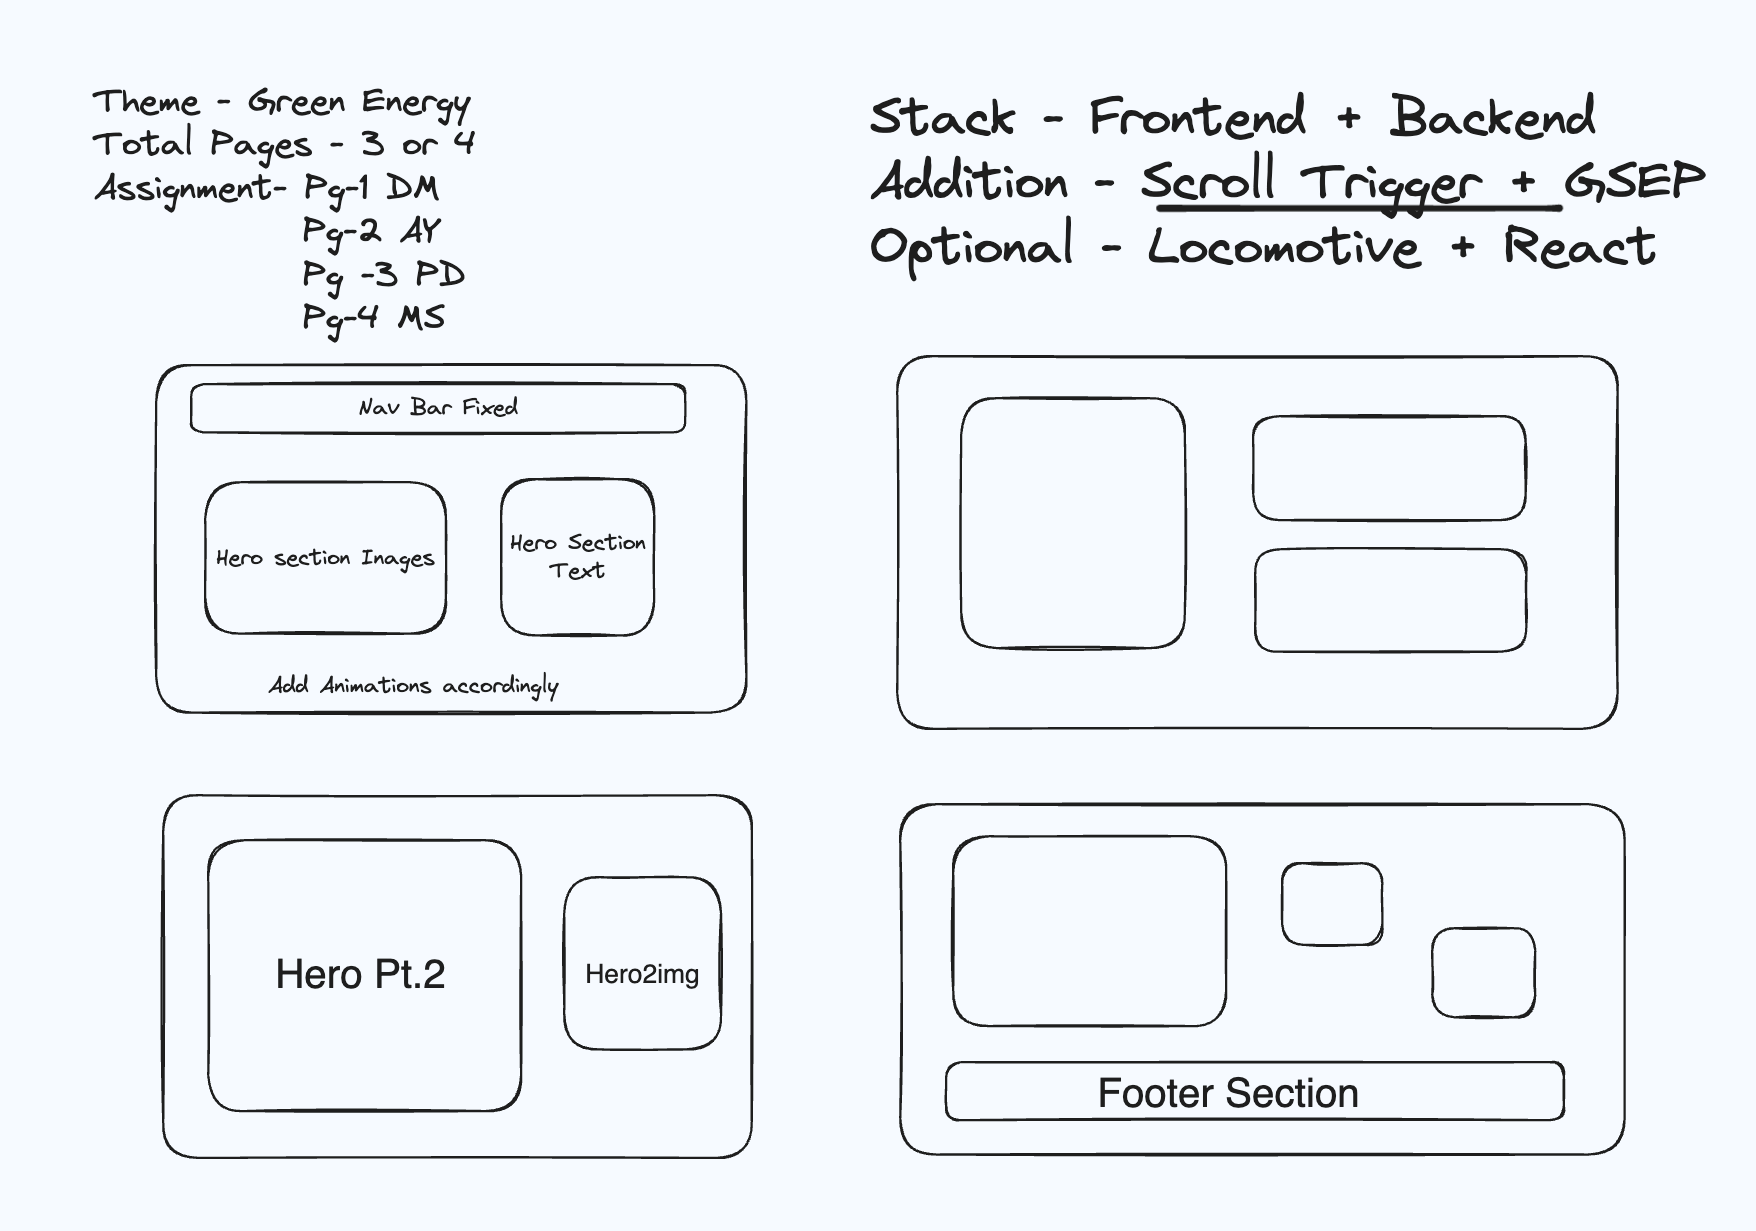 Theme - Green Energy
Total Pages - 3 or 4
Assignment- Pg-1 DM
Pg-2 AY
Pg -3 PD
Pg-4 MS
Stack - Frontend + Backend
Addition - Scroll Trigger + GSEP
Optional - Locomotive + React
Nav Bar Fixed
Hero section Inages
Hero Section
Text
Add Animations accordingly
Hero Pt.2
Hero2img
Footer Section